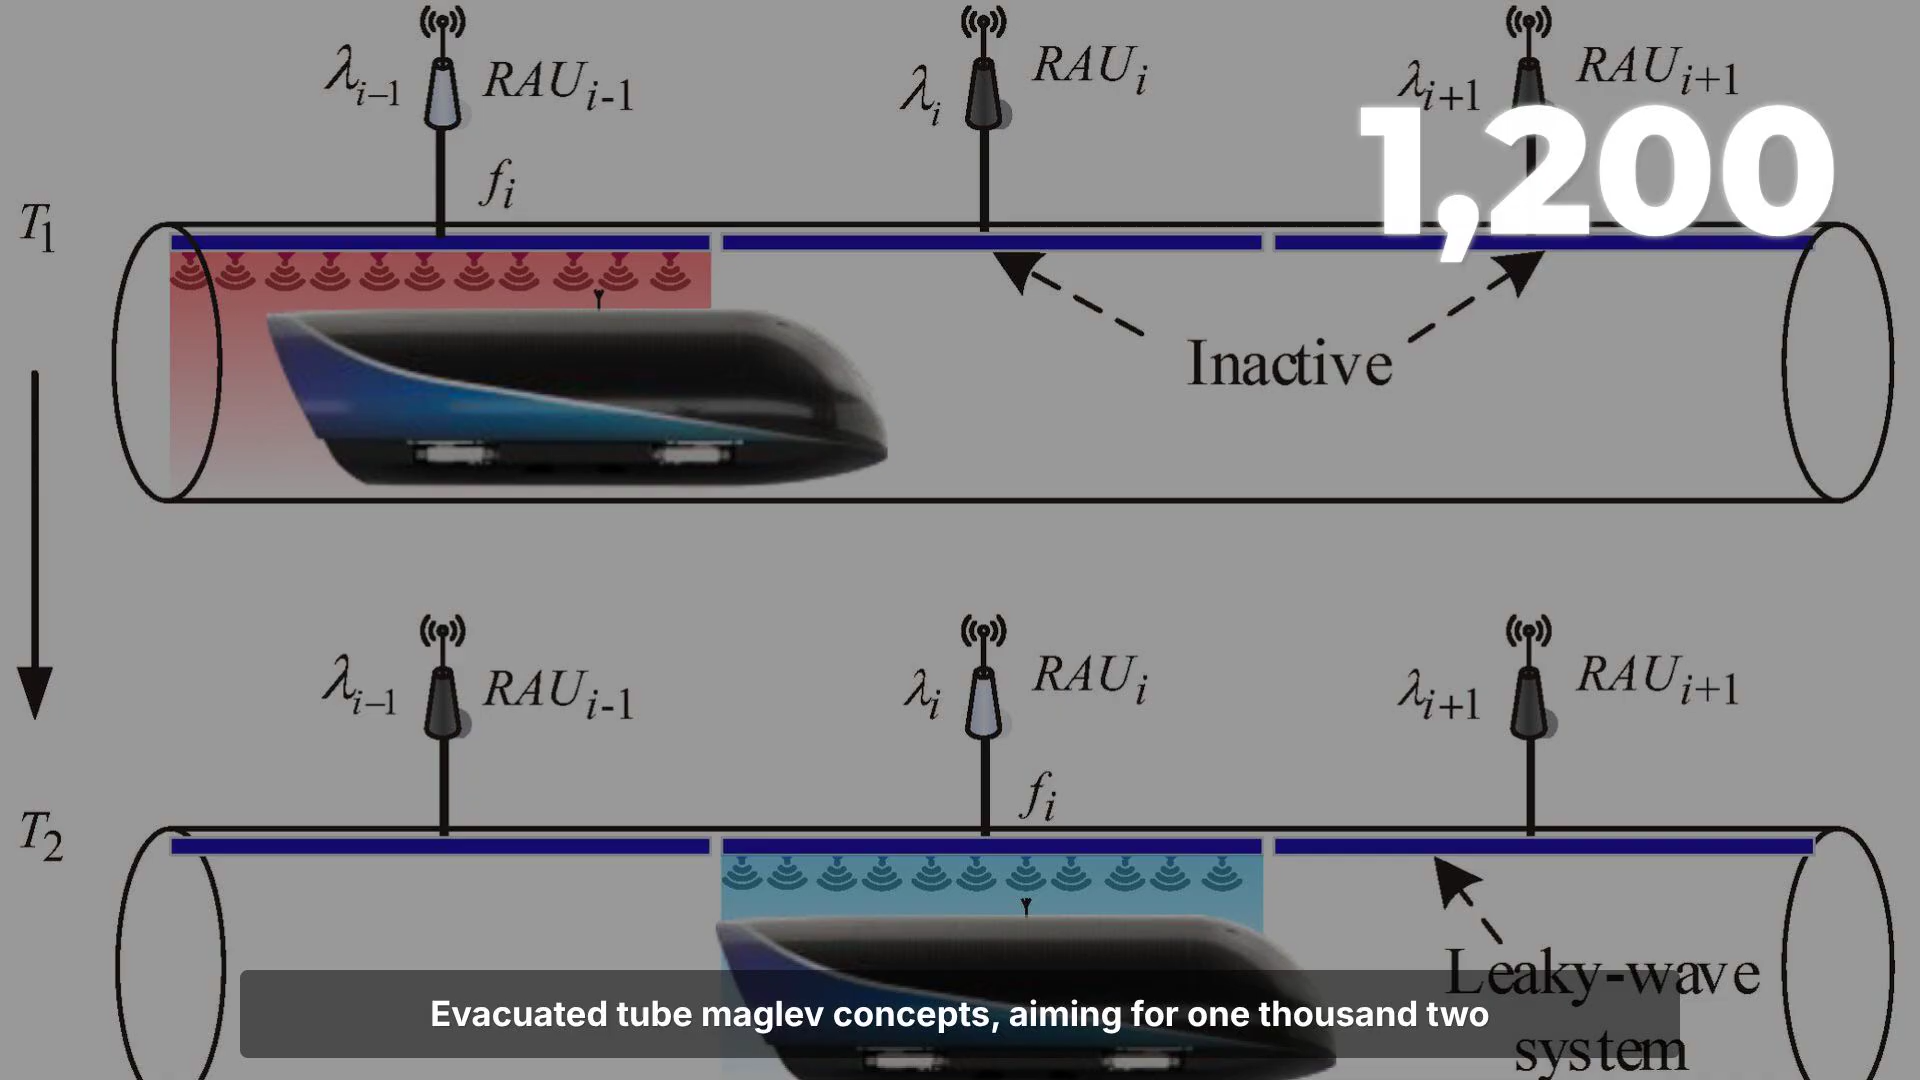 λi–1 RAUi-1
λi RAUi
λi+1 RAUi+1
1,200
fi
T1
Inactive
λi–1 RAUi-1
λi RAUi
λi+1 RAUi+1
fi
T2
Leaky-wave
system
Evacuated tube maglev concepts, aiming for one thousand two